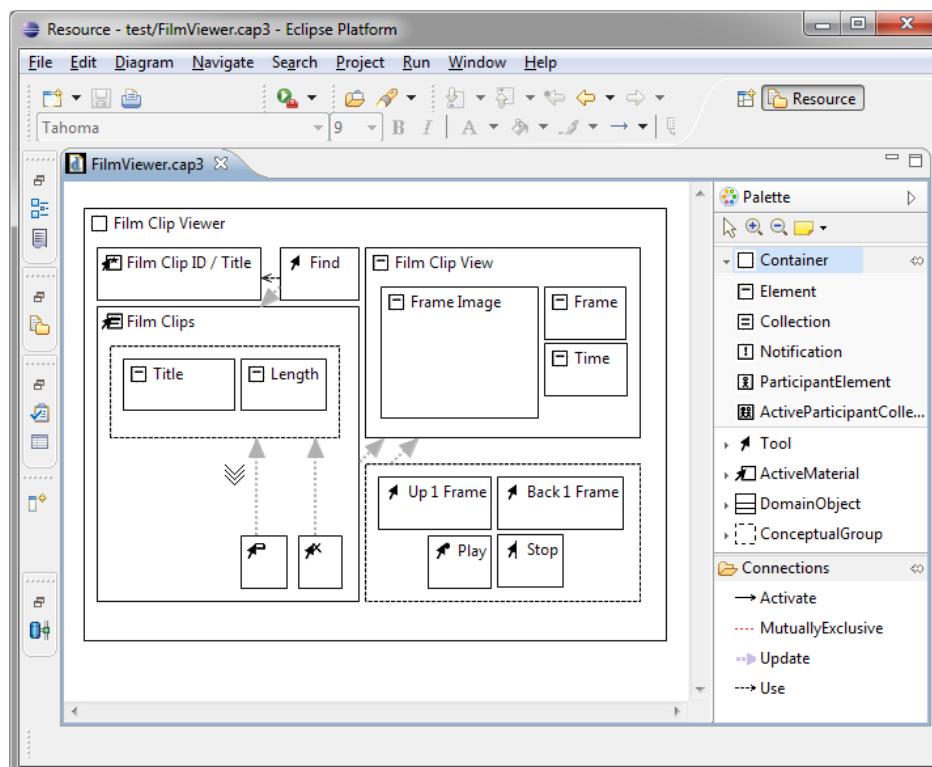 Resource - test/FilmViewer.cap3 - Eclipse Platform
File Edit Diagram Navigate Search Project Run Window Help
Resource
Tahoma 9 B I A
FilmViewer.cap3
Film Clip Viewer
Film Clip ID / Title
Find
Film Clips
Title
Length
Film Clip View
Frame Image
Frame
Time
Up 1 Frame
Back 1 Frame
Play
Stop
Palette
Container
Element
Collection
Notification
ParticipantElement
ActiveParticipantColle...
Tool
ActiveMaterial
DomainObject
ConceptualGroup
Connections
Activate
MutuallyExclusive
Update
Use